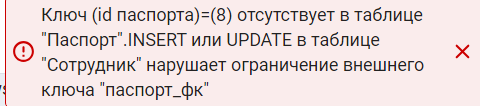 Ключ (id паспорта)=(8) отсутствует в таблице
"Паспорт".INSERT или UPDATE в таблице
"Сотрудник" нарушает ограничение внешнего
ключа "паспорт_фк"